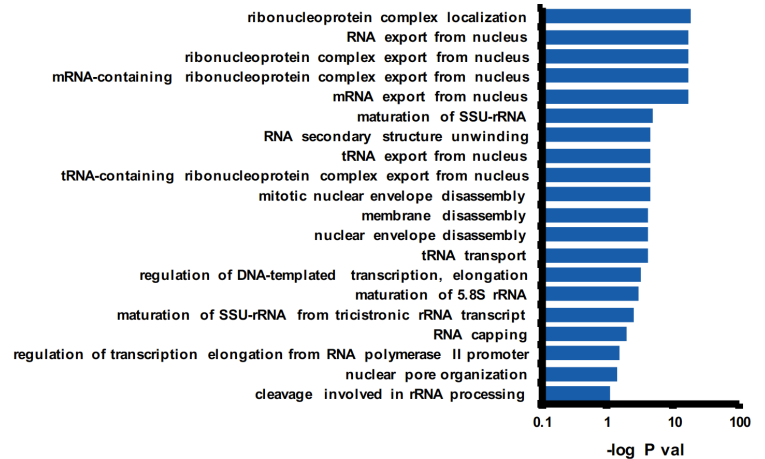 ribonucleoprotein complex localization
RNA export from nucleus
ribonucleoprotein complex export from nucleus
mRNA-containing ribonucleoprotein complex export from nucleus
mRNA export from nucleus
maturation of SSU-rRNA
RNA secondary structure unwinding
tRNA export from nucleus
tRNA-containing ribonucleoprotein complex export from nucleus
mitotic nuclear envelope disassembly
membrane disassembly
nuclear envelope disassembly
tRNA transport
regulation of DNA-templated transcription, elongation
maturation of 5.8S rRNA
maturation of SSU-rRNA from tricistronic rRNA transcript
RNA capping
regulation of transcription elongation from RNA polymerase II promoter
nuclear pore organization
cleavage involved in rRNA processing
0.1 1 10 100
-log P val